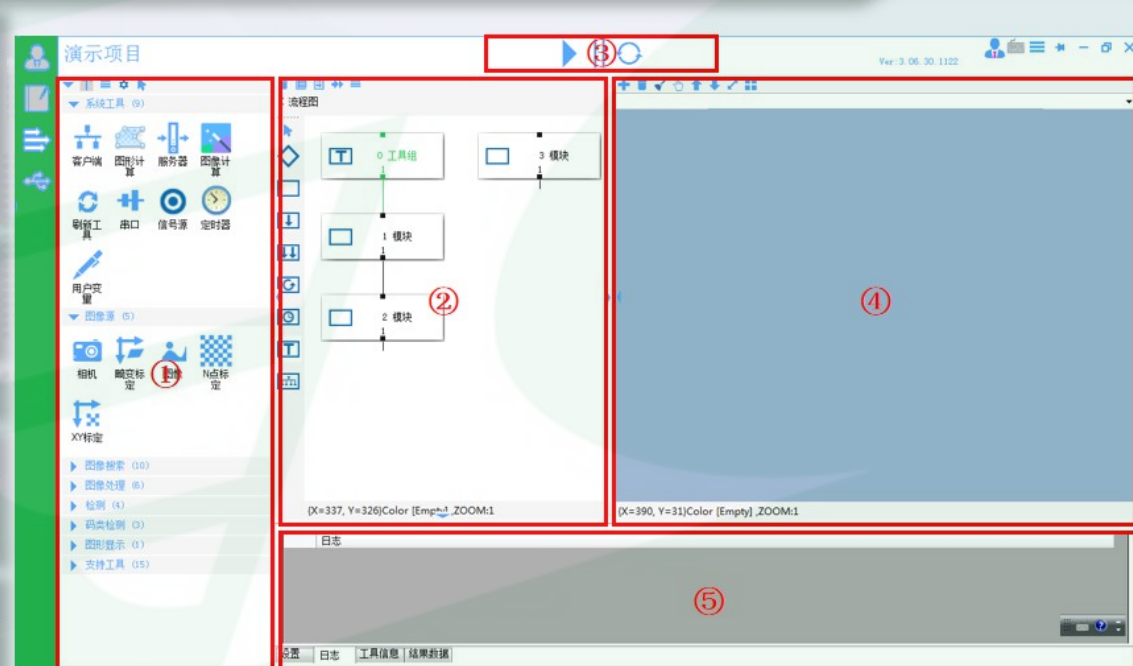 演示项目
③
Ver:3.06.30.1122
系统工具 (9)
客户端
图形计算
服务器
图像计算
刷新工具
串口
信号源
定时器
用户变量
图像源 (5)
相机
畸变标定
图像
N点标定
①
XY标定
图像搜索 (10)
图像处理 (6)
检测 (4)
码类检测 (3)
图形显示 (1)
支持工具 (15)
流程图
T
0 工具组
1
3 模块
1
1 模块
1
2 模块
1
②
T
{X=337, Y=326}Color [Empty] ,ZOOM:1
④
{X=390, Y=31}Color [Empty] ,ZOOM:1
日志
⑤
设置
日志
工具信息
结果数据